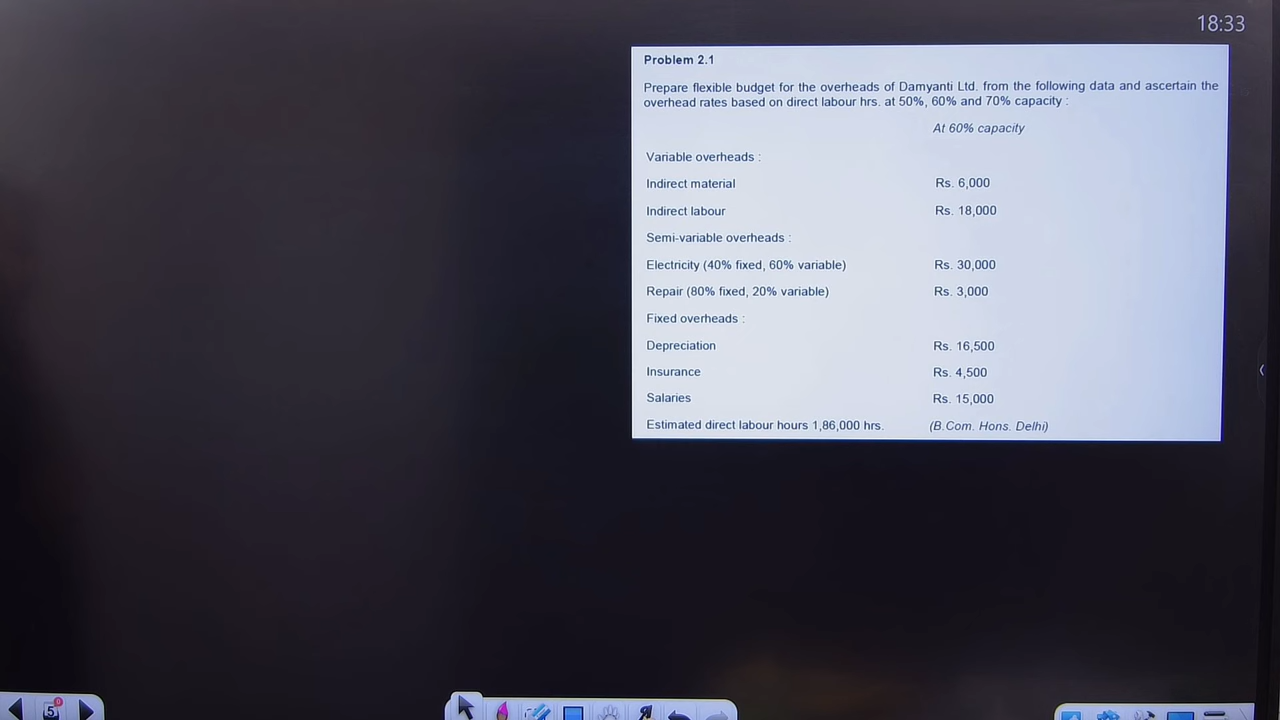 18:33
Problem 2.1
Prepare flexible budget for the overheads of Damyanti Ltd. from the following data and ascertain the
overhead rates based on direct labour hrs. at 50%, 60% and 70% capacity :
At 60% capacity
Variable overheads :
Indirect material Rs. 6,000
Indirect labour Rs. 18,000
Semi-variable overheads :
Electricity (40% fixed, 60% variable) Rs. 30,000
Repair (80% fixed, 20% variable) Rs. 3,000
Fixed overheads :
Depreciation Rs. 16,500
Insurance Rs. 4,500
Salaries Rs. 15,000
Estimated direct labour hours 1,86,000 hrs. (B.Com. Hons. Delhi)
5